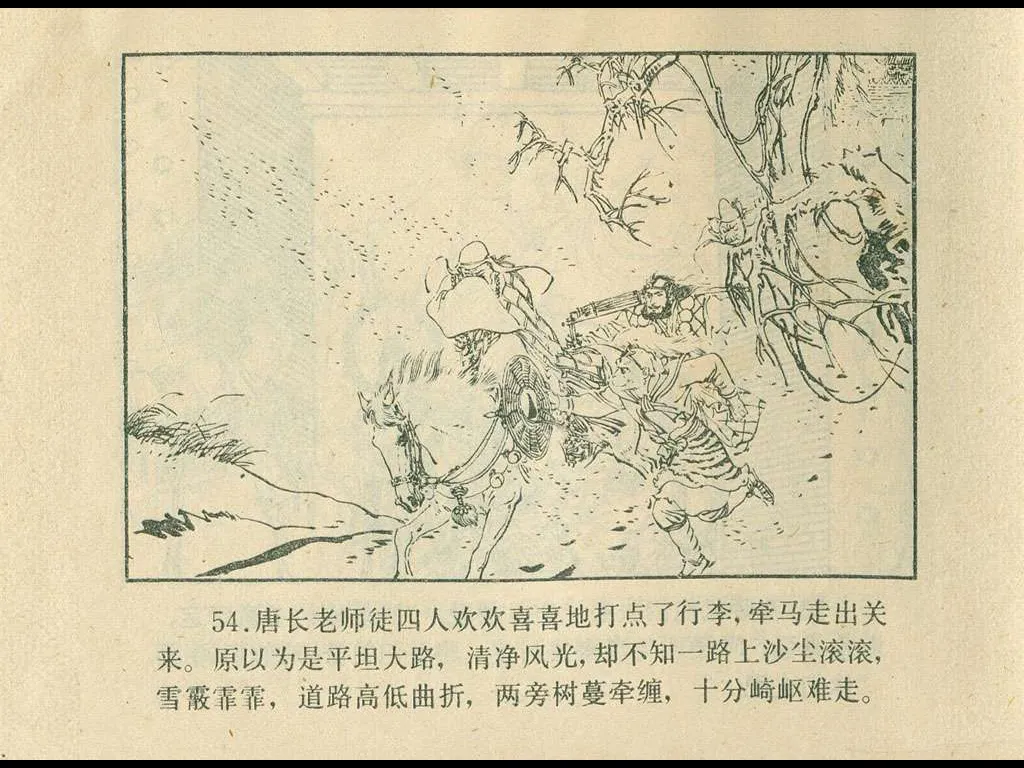 54.唐长老师徒四人欢欢喜喜地打点了行李,牵马走出关
来。原以为是平坦大路,清净风光,却不知一路上沙尘滚滚,
雪霰霏霏,道路高低曲折,两旁树蔓牵缠,十分崎岖难走。